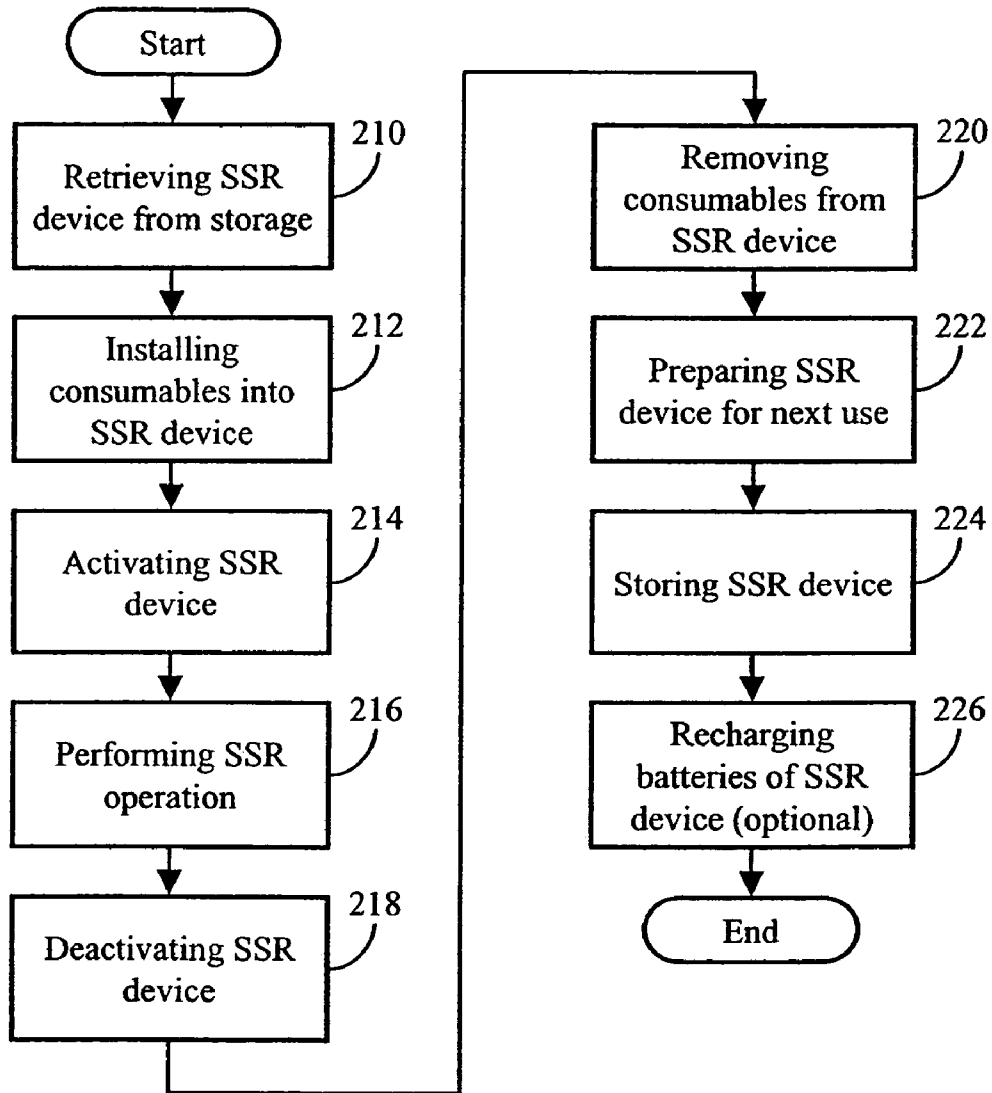 Start
210
Retrieving SSR
device from storage
212
Installing
consumables into
SSR device
214
Activating SSR
device
216
Performing SSR
operation
218
Deactivating SSR
device
220
Removing
consumables from
SSR device
222
Preparing SSR
device for next use
224
Storing SSR device
226
Recharging
batteries of SSR
device (optional)
End